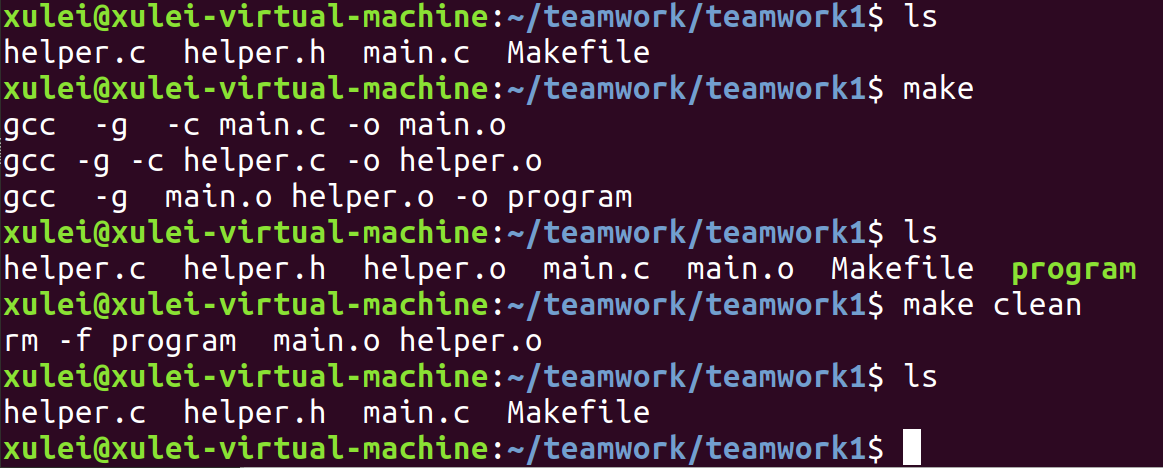 xulei@xulei-virtual-machine:~/teamwork/teamwork1$ ls
helper.c  helper.h  main.c  Makefile
xulei@xulei-virtual-machine:~/teamwork/teamwork1$ make
gcc  -g  -c main.c -o main.o
gcc -g -c helper.c -o helper.o
gcc  -g  main.o helper.o -o program
xulei@xulei-virtual-machine:~/teamwork/teamwork1$ ls
helper.c  helper.h  helper.o  main.c  main.o  Makefile  program
xulei@xulei-virtual-machine:~/teamwork/teamwork1$ make clean
rm -f program  main.o helper.o
xulei@xulei-virtual-machine:~/teamwork/teamwork1$ ls
helper.c  helper.h  main.c  Makefile
xulei@xulei-virtual-machine:~/teamwork/teamwork1$